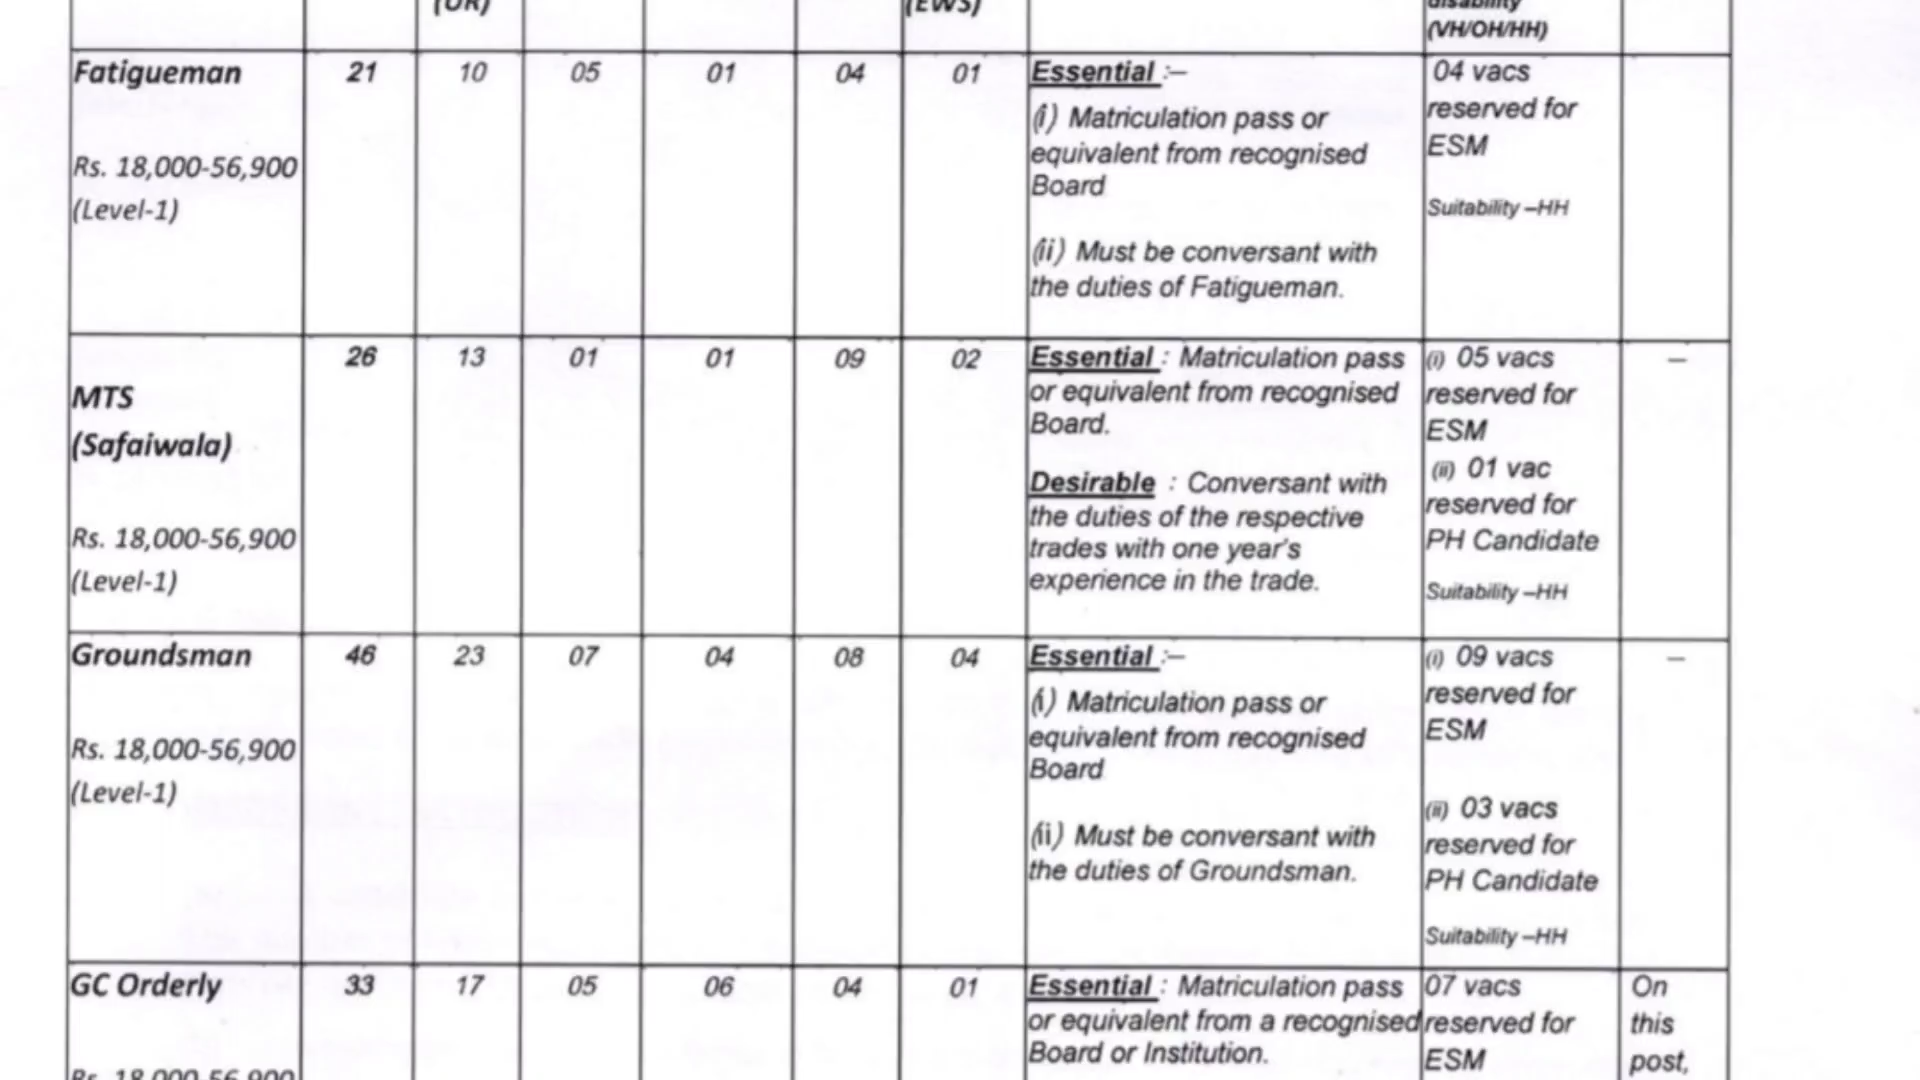 (UR) (EWS) disability
(VH/OH/HH)
Fatigueman 21 10 05 01 04 01 Essential :– 04 vacs
(i) Matriculation pass or reserved for
equivalent from recognised ESM
Rs. 18,000-56,900 Board
(Level-1) Suitability –HH
(ii) Must be conversant with
the duties of Fatigueman.
26 13 01 01 09 02 Essential : Matriculation pass (i) 05 vacs –
MTS or equivalent from recognised reserved for
(Safaiwala) Board. ESM
Desirable : Conversant with (ii) 01 vac
the duties of the respective reserved for
Rs. 18,000-56,900 trades with one year's PH Candidate
(Level-1) experience in the trade. Suitability –HH
Groundsman 46 23 07 04 08 04 Essential :– (i) 09 vacs –
(i) Matriculation pass or reserved for
equivalent from recognised ESM
Rs. 18,000-56,900 Board
(Level-1) (ii) 03 vacs
(ii) Must be conversant with reserved for
the duties of Groundsman. PH Candidate
Suitability –HH
GC Orderly 33 17 05 06 04 01 Essential : Matriculation pass 07 vacs On
or equivalent from a recognised reserved for this
Board or Institution. ESM post,
Rs. 18,000-56,900